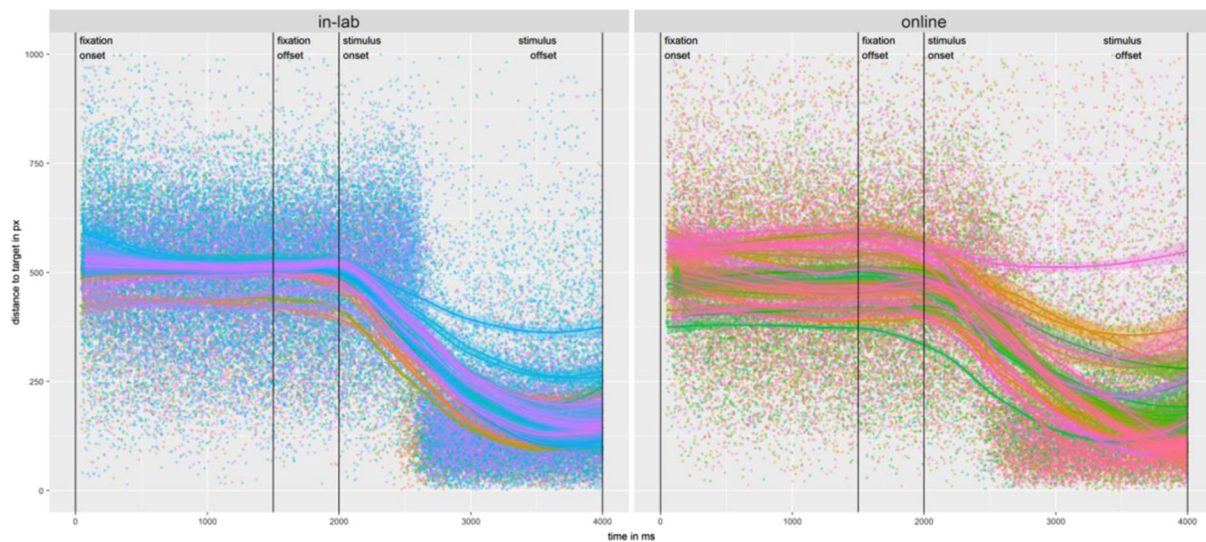 in-lab
online
fixation
onset
fixation
offset
stimulus
onset
stimulus
offset
fixation
onset
fixation
offset
stimulus
onset
stimulus
offset
1000
750
500
250
0
distance to target in px
0
1000
2000
3000
4000
0
1000
2000
3000
4000
time in ms